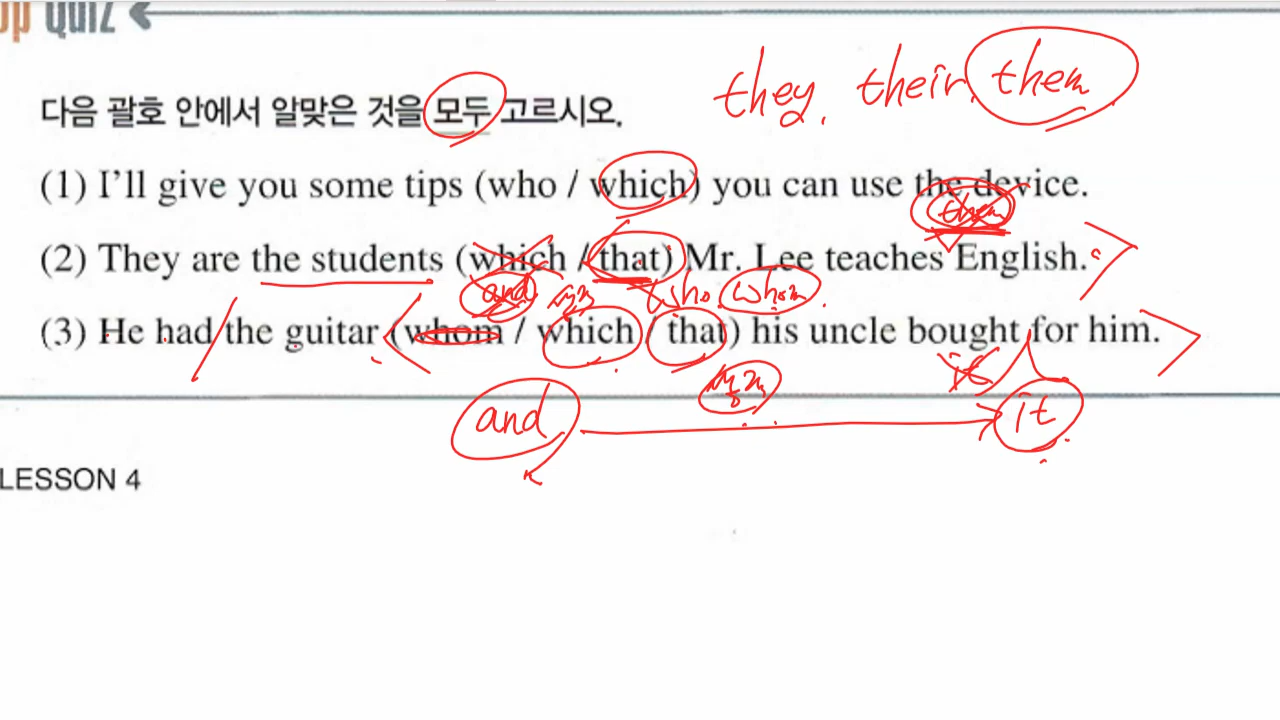 up Quiz
they, their, them
다음 괄호 안에서 알맞은 것을 모두 고르시오.
(1) I'll give you some tips (who / which) you can use the device.
them
(2) They are the students (which / that) Mr. Lee teaches English.
and who whom
(3) He had the guitar (whom / which / that) his uncle bought for him.
it
and it
LESSON 4